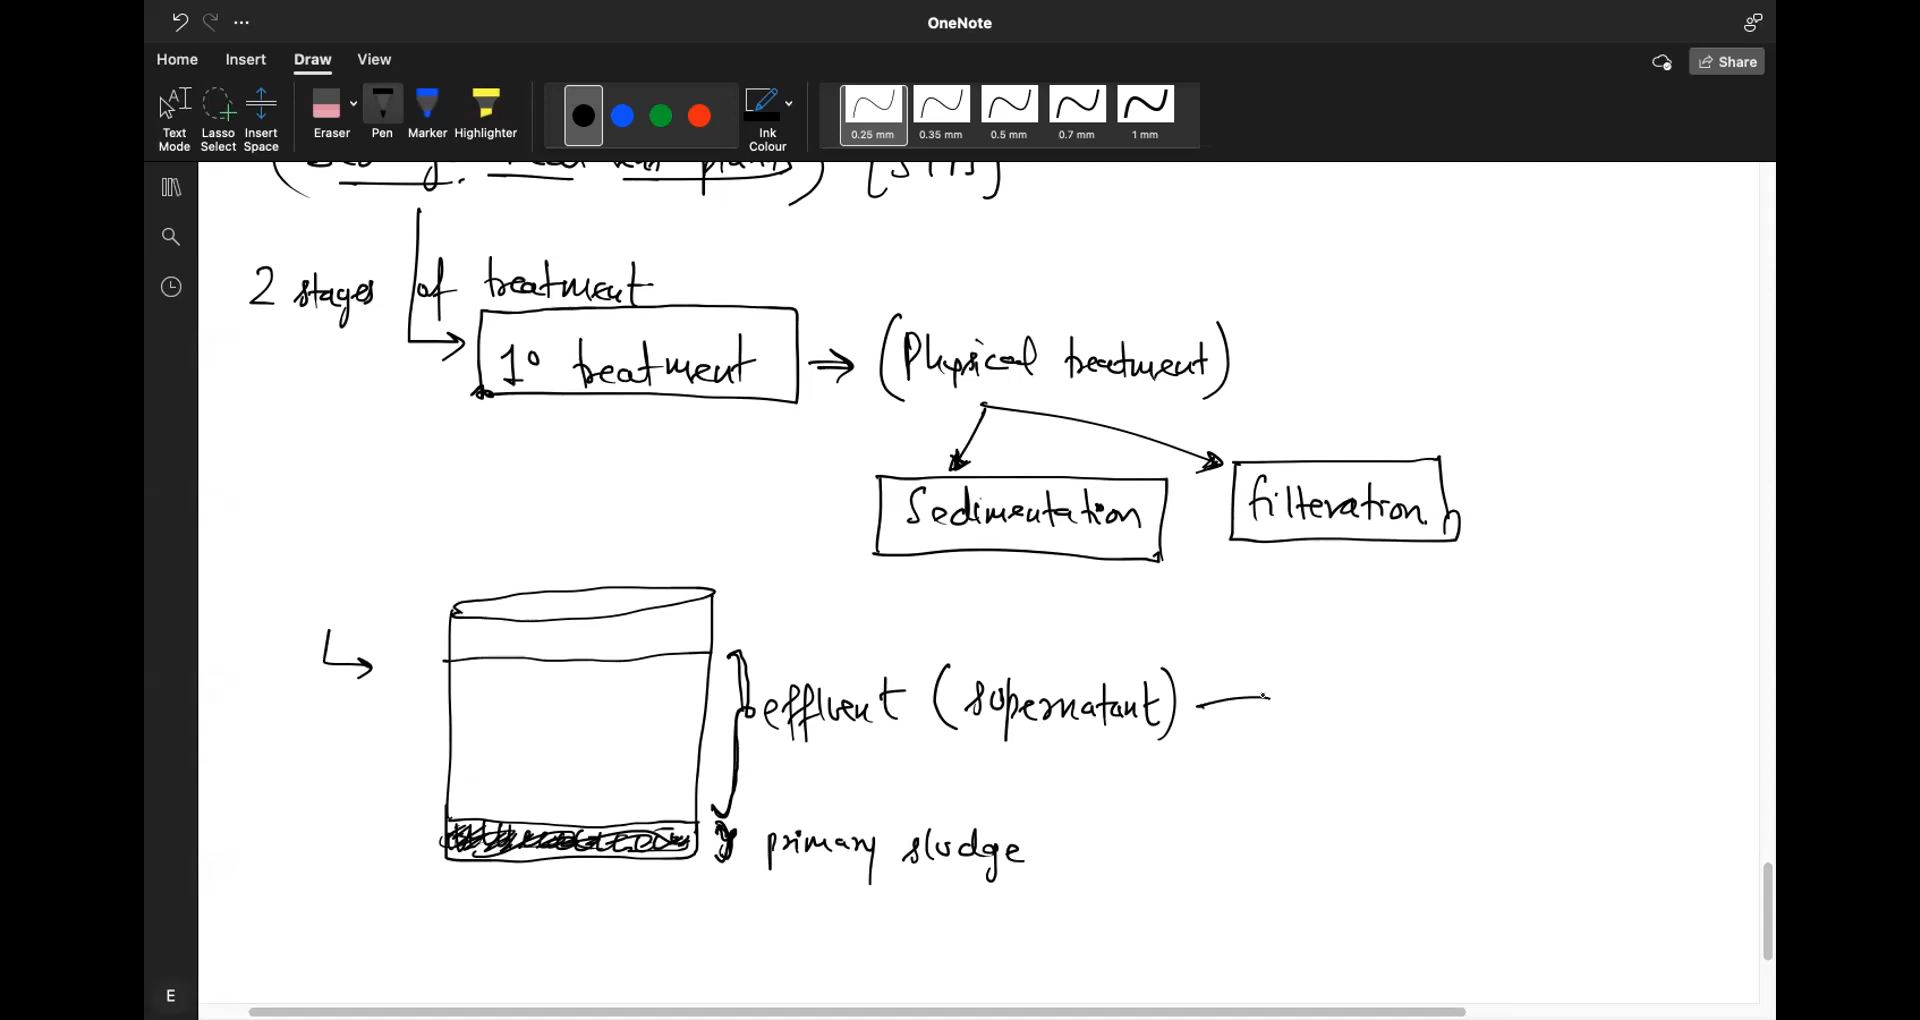 OneNote
Home Insert Draw View
Share
Text Mode
Lasso Select
Insert Space
Eraser
Pen
Marker
Highlighter
Ink Colour
0.25 mm
0.35 mm
0.5 mm
0.7 mm
1 mm
[STPs]
2 stages of treatment
1° treatment ⇒ (Physical treatment)
Sedimentation
filteration
effluent (supernatant) —
primary sludge
E